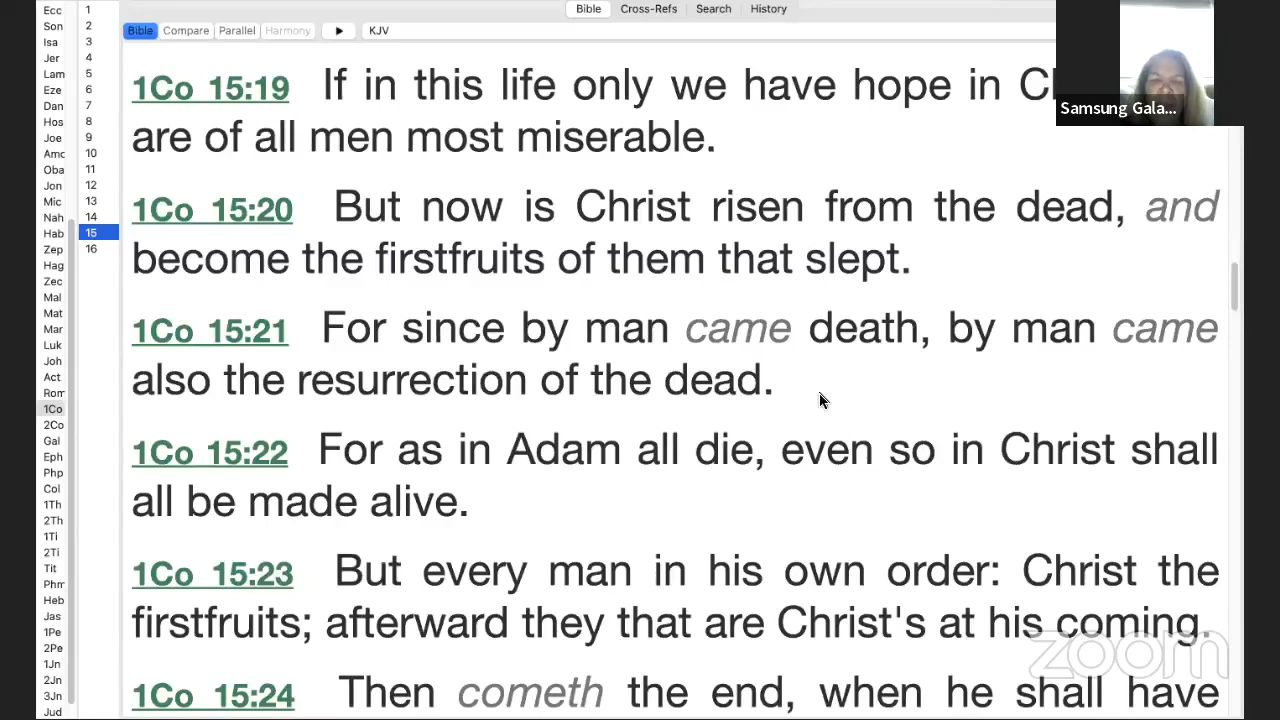 Bible Cross-Refs Search History
Bible Compare Parallel Harmony KJV
Ecc
Son
Isa
Jer
Lam
Eze
Dan
Hos
Joe
Amo
Oba
Jon
Mic
Nah
Hab
Zep
Hag
Zec
Mal
Mat
Mar
Luk
Joh
Act
Rom
1Co
2Co
Gal
Eph
Php
Col
1Th
2Th
1Ti
2Ti
Tit
Phm
Heb
Jas
1Pe
2Pe
1Jn
2Jn
3Jn
Jud
1
2
3
4
5
6
7
8
9
10
11
12
13
14
15
16
1Co 15:19 If in this life only we have hope in
are of all men most miserable.
1Co 15:20 But now is Christ risen from the dead, and
become the firstfruits of them that slept.
1Co 15:21 For since by man came death, by man came
also the resurrection of the dead.
1Co 15:22 For as in Adam all die, even so in Christ shall
all be made alive.
1Co 15:23 But every man in his own order: Christ the
firstfruits; afterward they that are Christ's at his coming.
1Co 15:24 Then cometh the end, when he shall have
Samsung Gala...
zoom